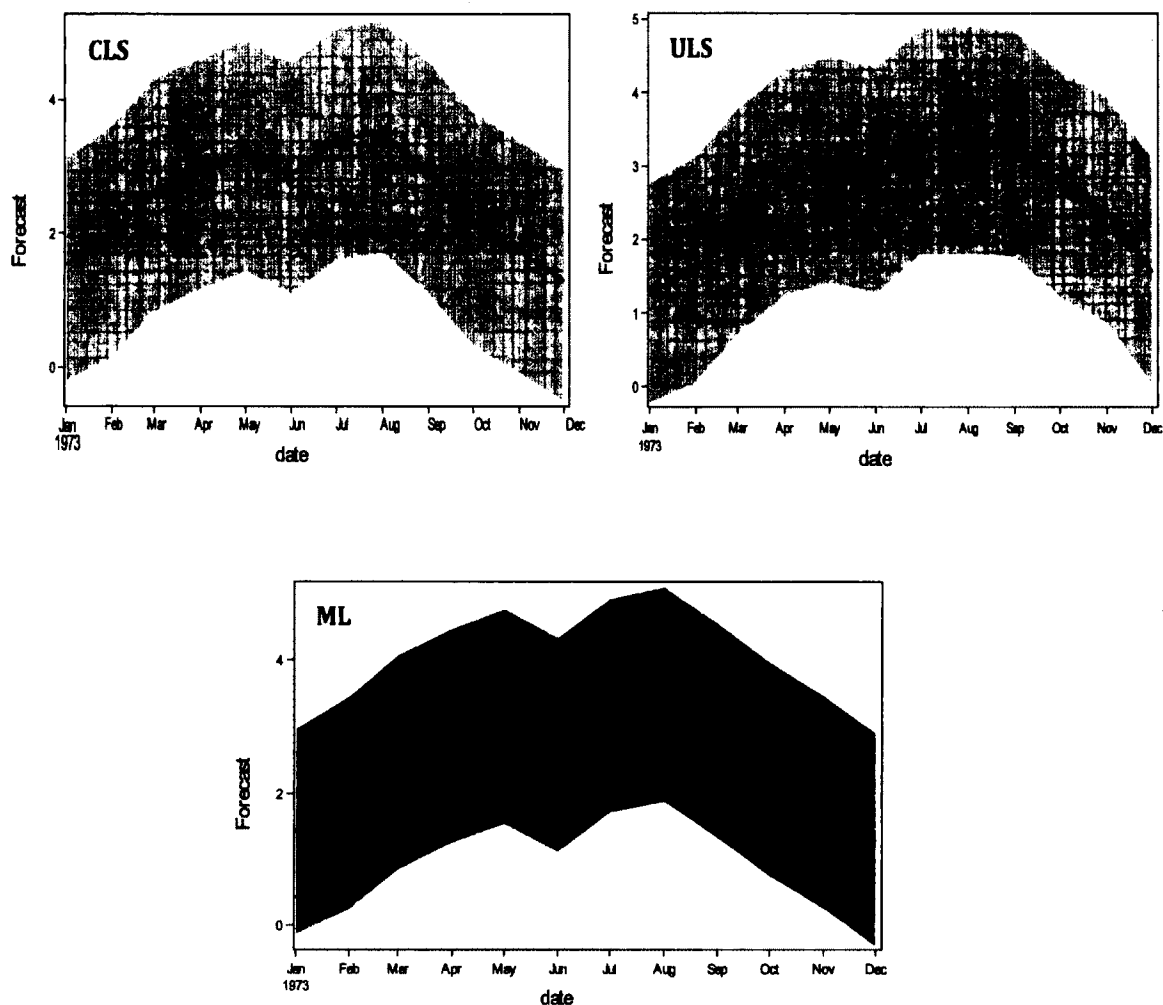 CLS
4
2
0
Forecast
Jan Feb Mar Apr May Jun Jul Aug Sep Oct Nov Dec
1973
date
ULS
5
4
3
2
1
0
Forecast
Jan Feb Mar Apr May Jun Jul Aug Sep Oct Nov Dec
1973
date
ML
4
2
0
Forecast
Jan Feb Mar Apr May Jun Jul Aug Sep Oct Nov Dec
1973
date